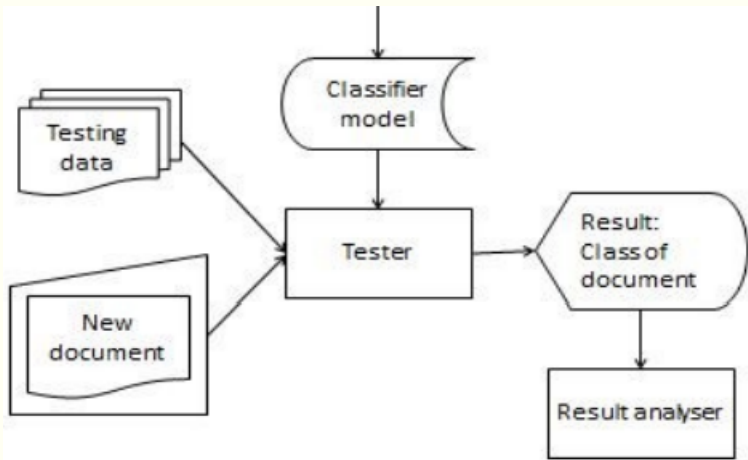 Classifier
model
Testing
data
Tester
Result:
Class of
document
New
document
Result analyser